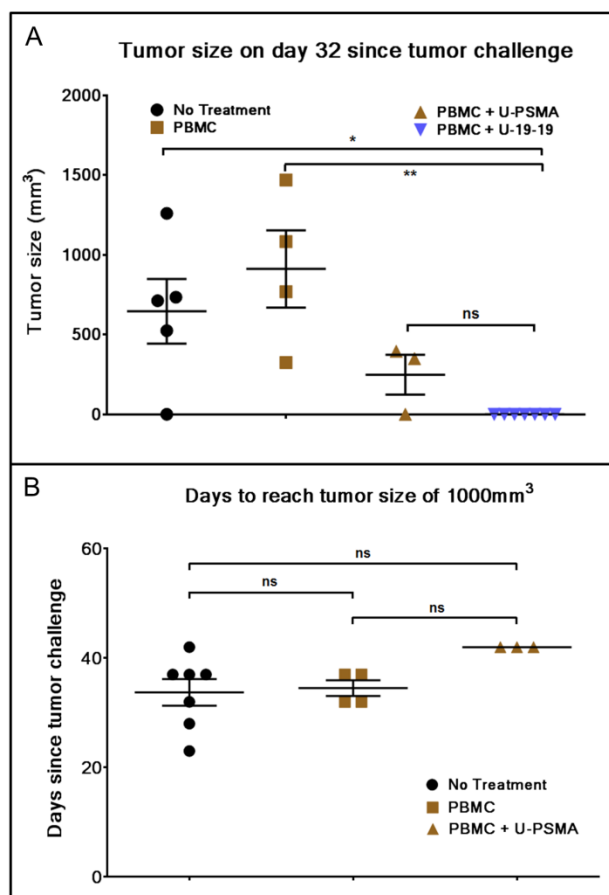 A
Tumor size on day 32 since tumor challenge
No Treatment
PBMC
PBMC + U-PSMA
PBMC + U-19-19
Tumor size (mm³)
2000
1500
1000
500
0
*
**
ns
B
Days to reach tumor size of 1000mm³
Days since tumor challenge
60
40
20
0
ns
ns
ns
No Treatment
PBMC
PBMC + U-PSMA